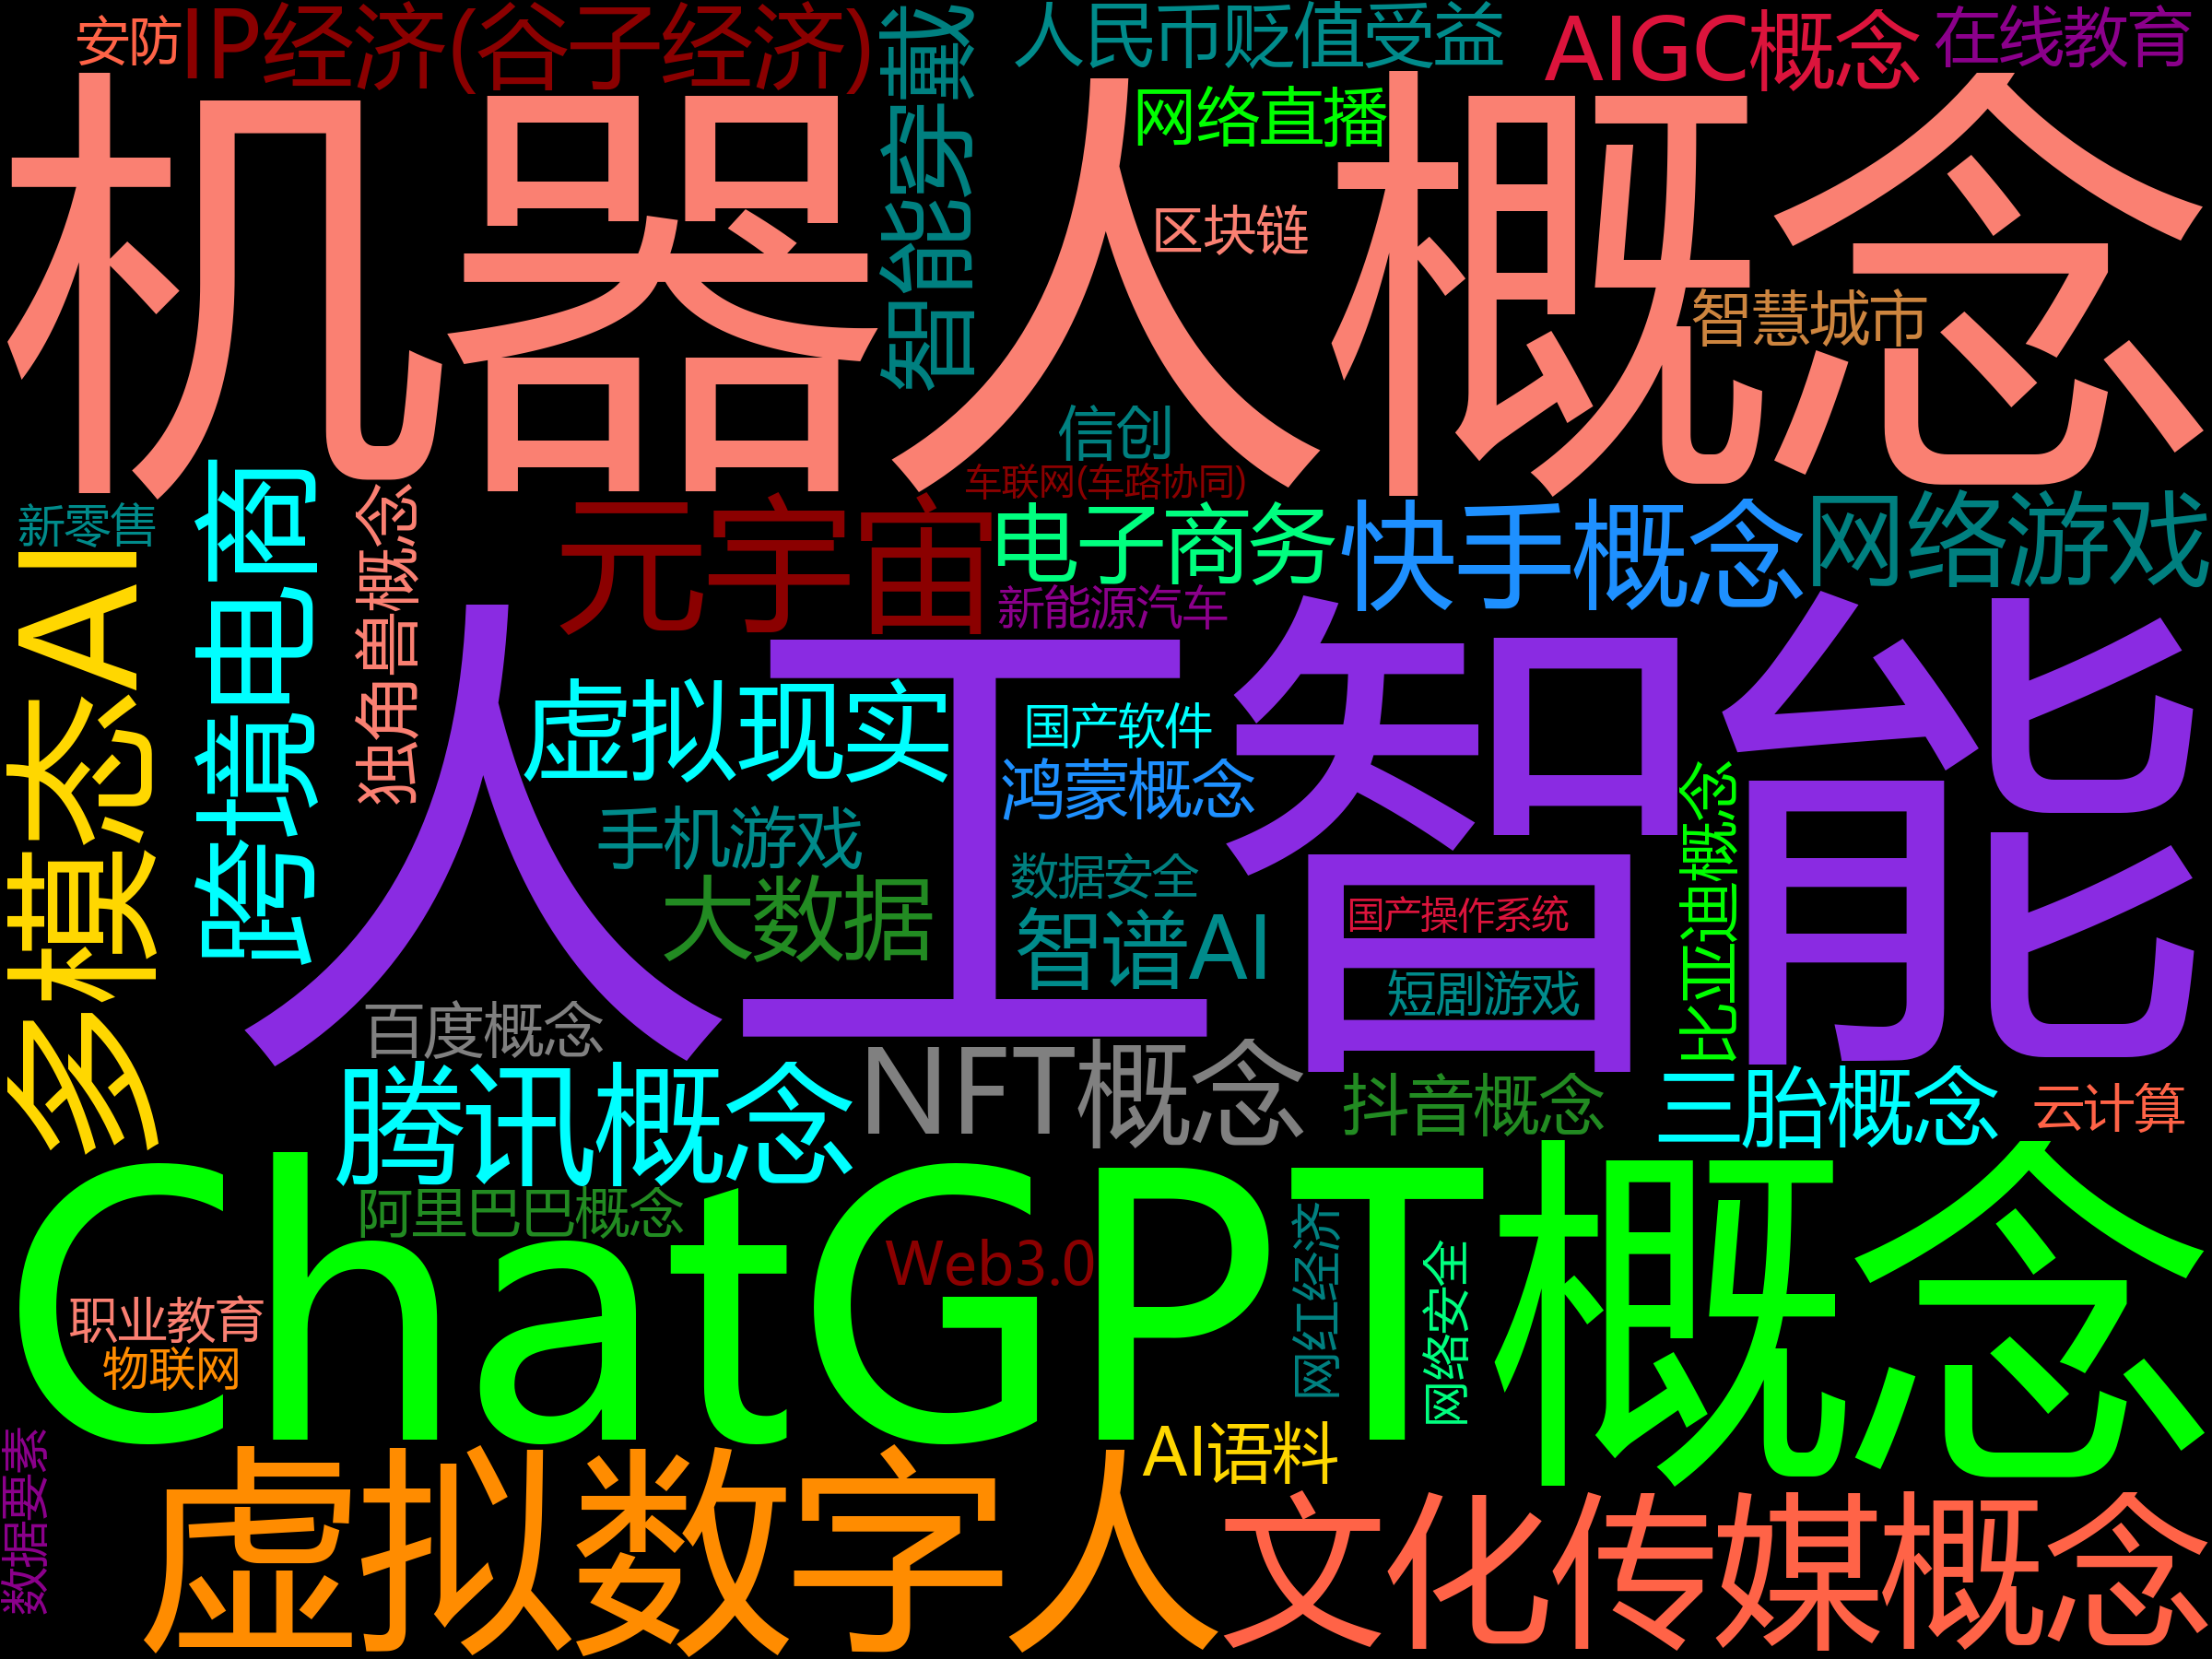 安防
IP经济(谷子经济)
智能穿戴
人民币贬值受益
AIGC概念
在线教育
网络直播
机器人概念
区块链
智慧城市
信创
车联网(车路协同)
新零售
多模态AI
跨境电商
独角兽概念
元宇宙
电子商务
快手概念
网络游戏
新能源汽车
人工智能
虚拟现实
国产软件
鸿蒙概念
手机游戏
数据安全
大数据
智谱AI
国产操作系统
短剧游戏
比亚迪概念
百度概念
NFT概念
腾讯概念
抖音概念
三胎概念
云计算
阿里巴巴概念
ChatGPT概念
Web3.0
网红经济
网络安全
职业教育
物联网
数据要素
AI语料
虚拟数字人
文化传媒概念